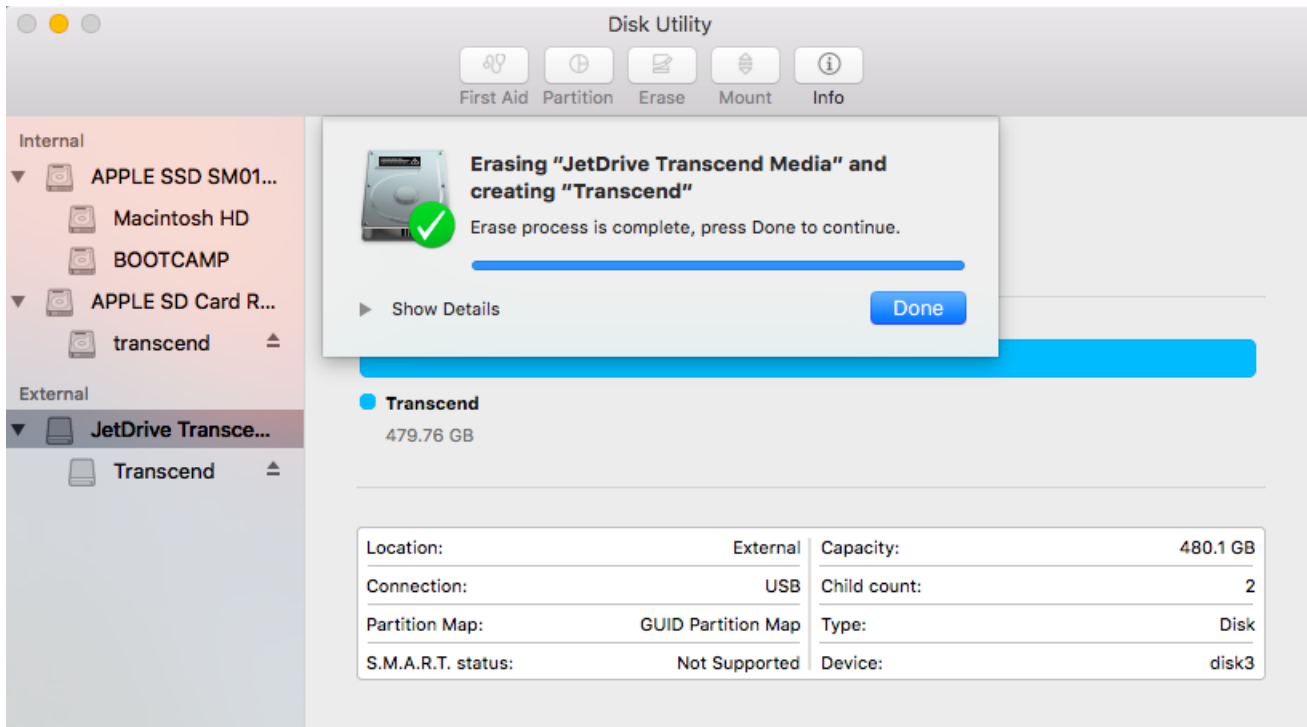 Disk Utility
First Aid Partition Erase Mount Info
Internal
APPLE SSD SM01...
Macintosh HD
BOOTCAMP
APPLE SD Card R...
transcend
External
JetDrive Transce...
Transcend
Erasing “JetDrive Transcend Media” and
creating “Transcend”
Erase process is complete, press Done to continue.
Show Details
Done
Transcend
479.76 GB
Location: External Capacity: 480.1 GB
Connection: USB Child count: 2
Partition Map: GUID Partition Map Type: Disk
S.M.A.R.T. status: Not Supported Device: disk3